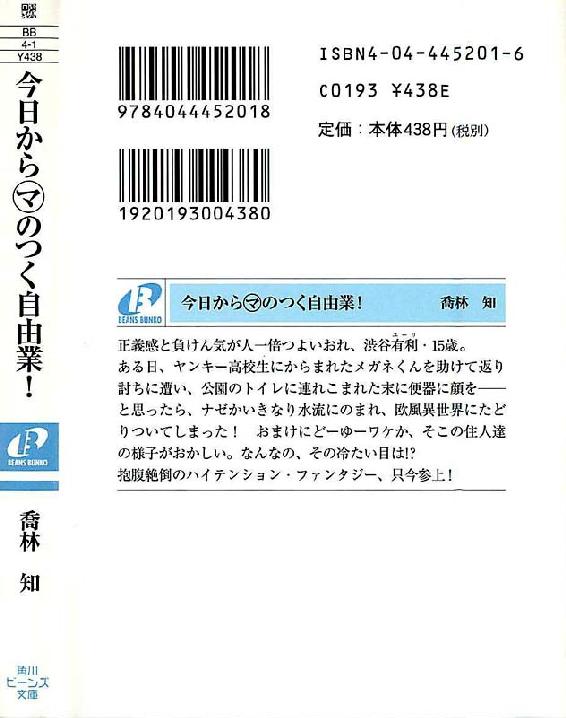 BB
4-1
¥438
今日から㋮のつく自由業!
BEANS BUNKO
喬林 知
角川
ビーンズ
文庫
9784044452018
1920193004380
ISBN4-04-445201-6
C0193 ¥438E
定価:本体438円(税別)
BEANS BUNKO
今日から㋮のつく自由業! 喬林 知
正義感と負けん気が人一倍つよいおれ、渋谷有利・15歳。
ユーリ
ある日、ヤンキー高校生にからまれたメガネくんを助けて返り
討ちに遭い、公園のトイレに連れこまれた末に便器に顔を――
と思ったら、ナゼかいきなり水流にのまれ、欧風異世界にたど
りついてしまった! おまけにどーゆーワケか、そこの住人達
の様子がおかしい。なんなの、その冷たい目は!?
抱腹絶倒のハイテンション・ファンタジー、只今参上!